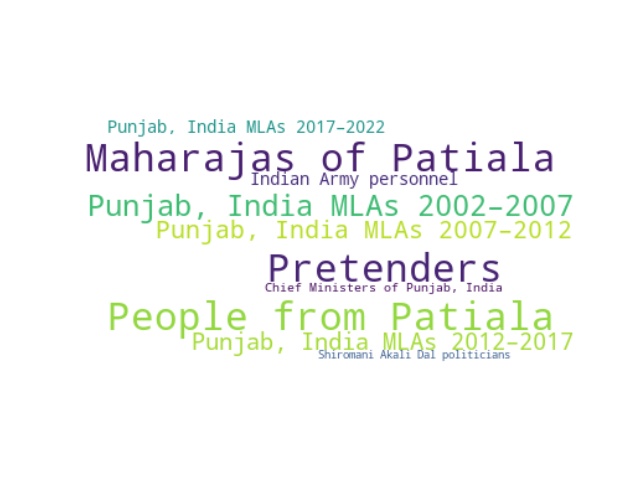 Punjab, India MLAs 2017–2022
Maharajas of Patiala
Indian Army personnel
Punjab, India MLAs 2002–2007
Punjab, India MLAs 2007–2012
Pretenders
Chief Ministers of Punjab, India
People from Patiala
Punjab, India MLAs 2012–2017
Shiromani Akali Dal politicians